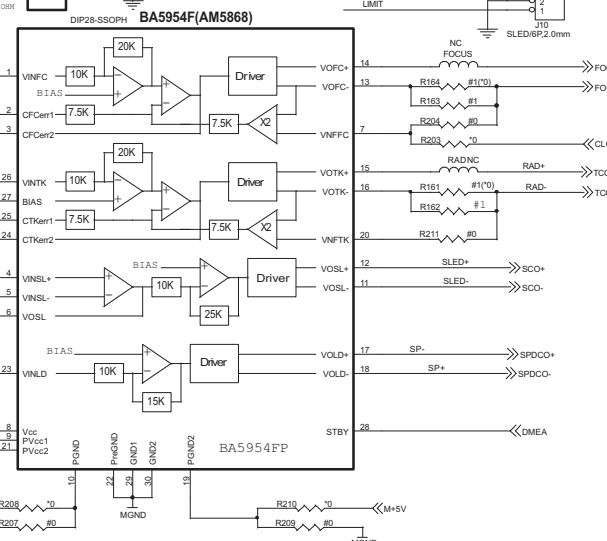 OHM
LIMIT
2
1
J10
SLED/6P,2.0mm
DIP28-SSOPH BA5954F(AM5868)
20K
10K
Driver
X2
7.5K
7.5K
BIAS
1 VINFC
2 CFCerr1
3 CFCerr2
VOFC+ 14
VOFC- 13
VNFFC 7
NC
FOCUS
R164 #1(*0)
R163 #1
R204 #0
R203 *0
FO
FO
CL
20K
10K
Driver
X2
7.5K
7.5K
26 VINTK
27 BIAS
25 CTKerr1
24 CTKerr2
VOTK+ 15
VOTK- 16
VNFTK 20
RADNC
RAD+
RAD-
TC
TC
R161 #1(*0)
R162 #1
R211 #0
BIAS
10K
25K
Driver
4 VINSL+
5 VINSL-
6 VOSL
VOSL+ 12 SLED+ SCO+
VOSL- 11 SLED- SCO-
BIAS
10K
15K
Driver
23 VINLD
VOLD+ 17 SP- SPDCO+
VOLD- 18 SP+ SPDCO-
STBY 28 DMEA
8 Vcc
9 PVcc1
21 PVcc2
BA5954FP
PGND
PreGND
GND1
GND2
PGND2
10
22
29
30
19
MGND
R208 *0
R207 #0
R210 *0 M+5V
R209 #0
MGND